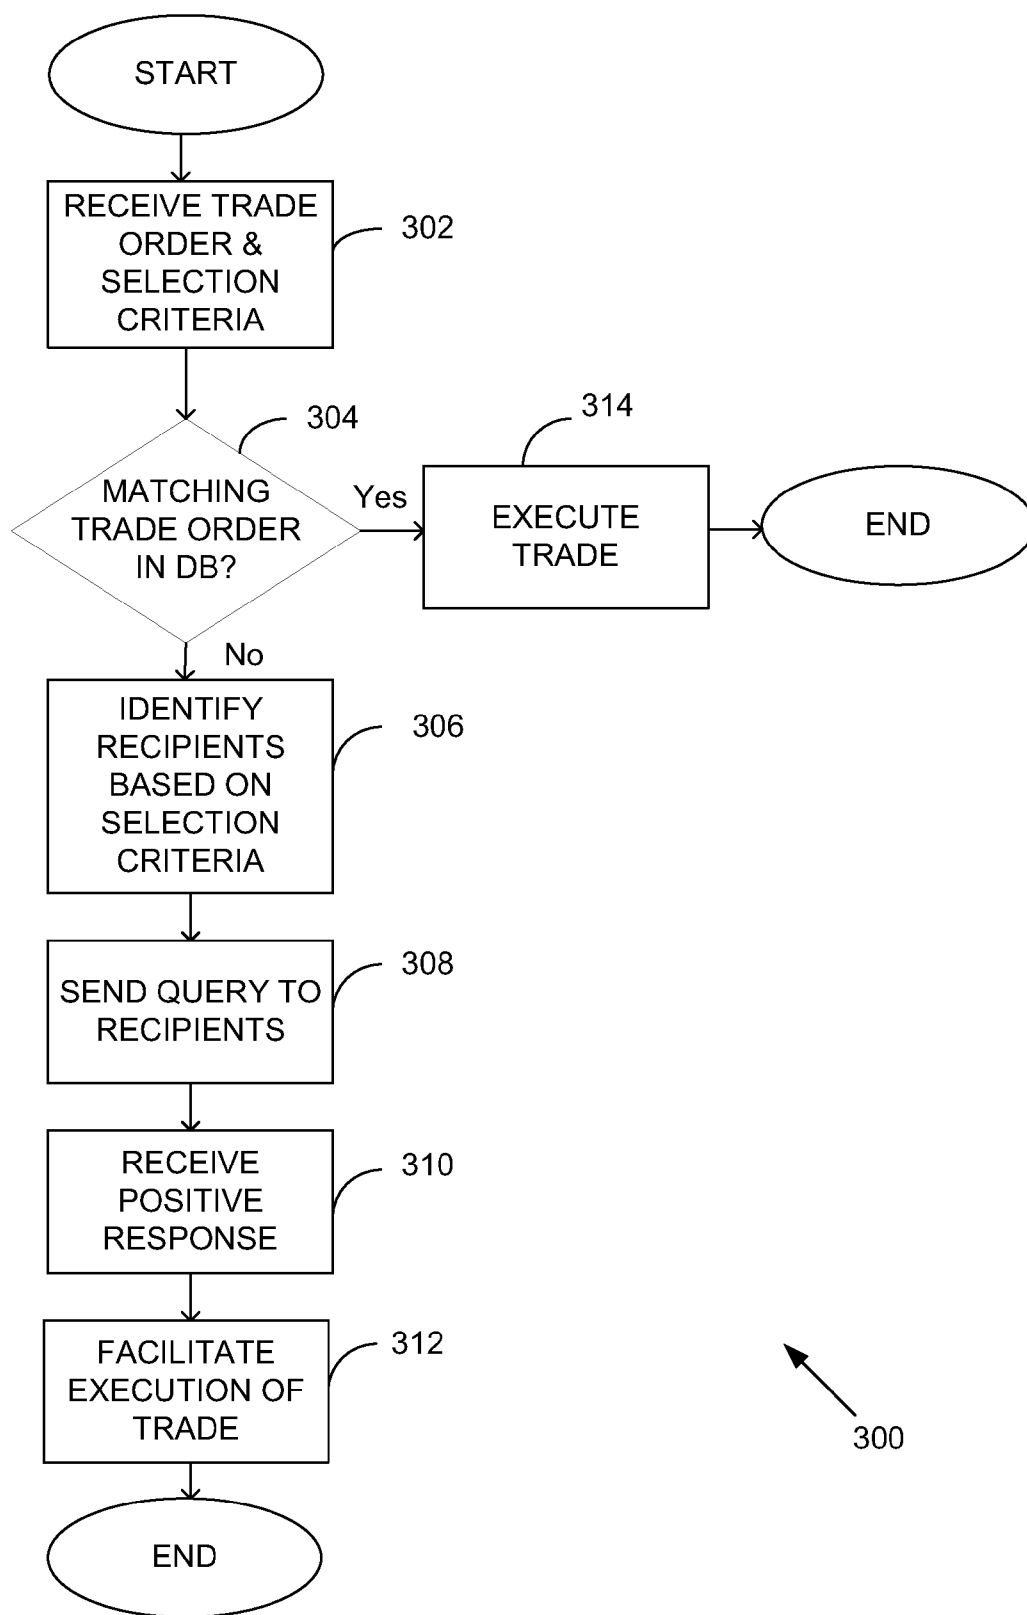 START
RECEIVE TRADE
ORDER &
SELECTION
CRITERIA
302
304
MATCHING
TRADE ORDER
IN DB?
Yes
314
EXECUTE
TRADE
END
No
IDENTIFY
RECIPIENTS
BASED ON
SELECTION
CRITERIA
306
SEND QUERY TO
RECIPIENTS
308
RECEIVE
POSITIVE
RESPONSE
310
FACILITATE
EXECUTION OF
TRADE
312
300
END